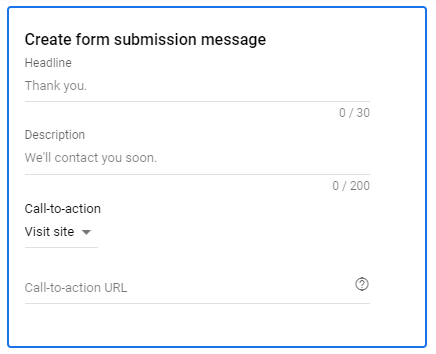 Create form submission message
Headline
Thank you.
0 / 30
Description
We'll contact you soon.
0 / 200
Call-to-action
Visit site
Call-to-action URL